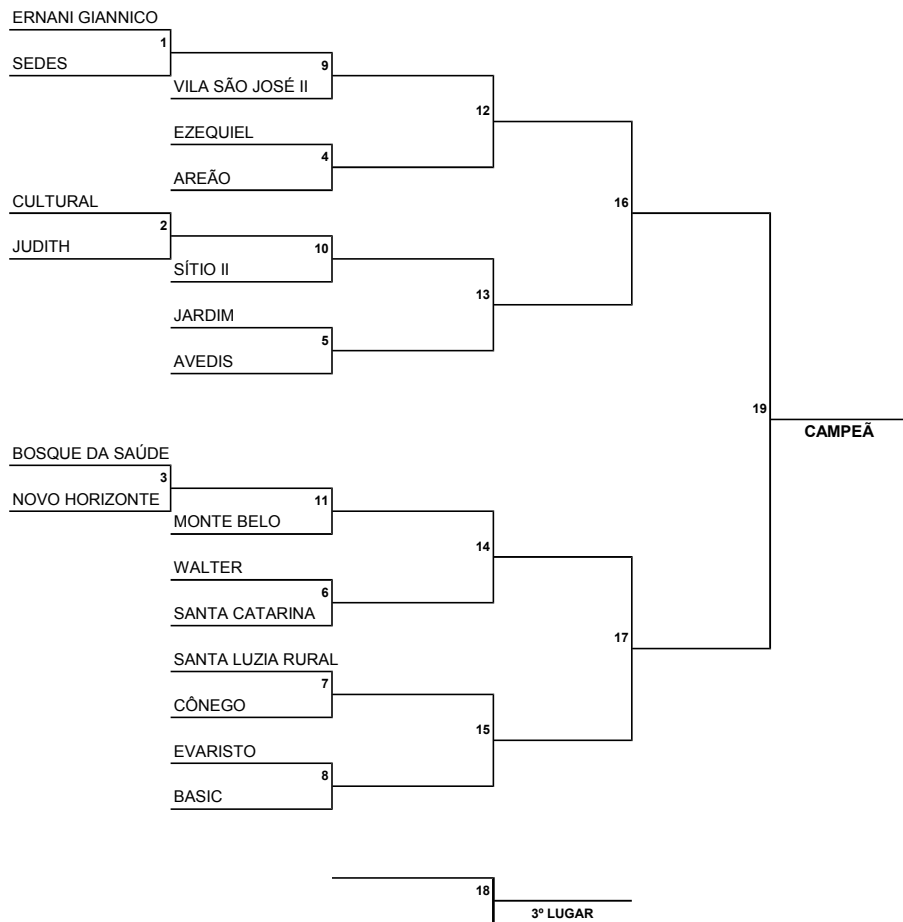 ERNANI GIANNICO
1
SEDES
9
VILA SÃO JOSÉ II
12
EZEQUIEL
4
AREÃO
CULTURAL
16
2
JUDITH
10
SÍTIO II
13
JARDIM
5
AVEDIS
19
CAMPEÃ
BOSQUE DA SAÚDE
3
NOVO HORIZONTE
11
MONTE BELO
14
WALTER
6
SANTA CATARINA
17
SANTA LUZIA RURAL
7
CÔNEGO
15
EVARISTO
8
BASIC
18
3º LUGAR